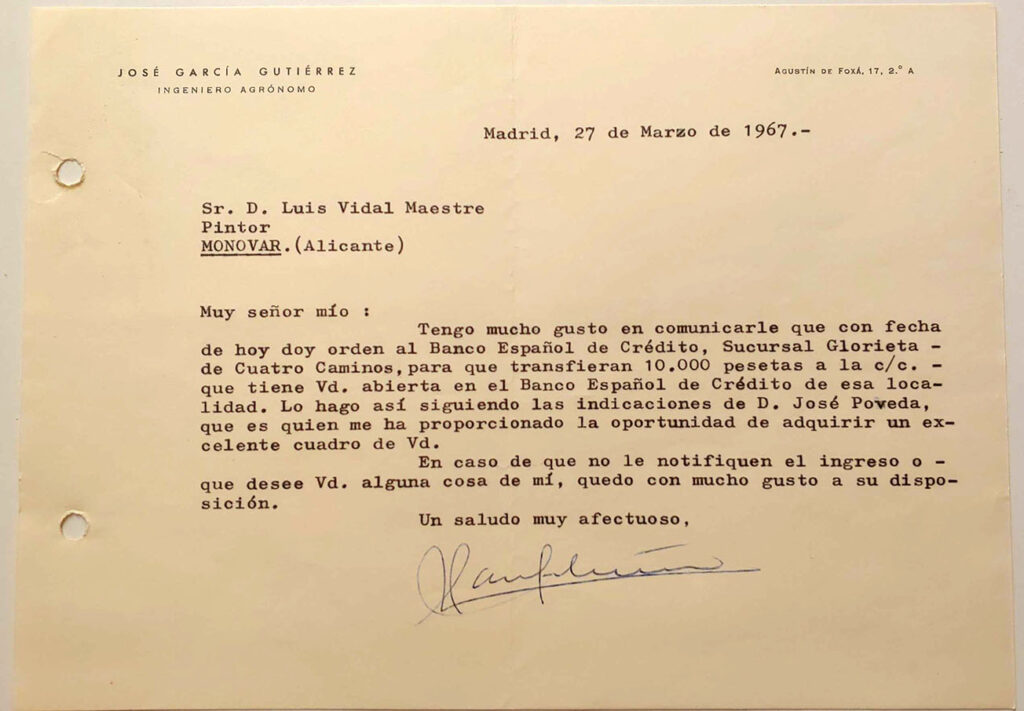 JOSÉ GARCÍA GUTIÉRREZ
INGENIERO AGRÓNOMO
AGUSTÍN DE FOXÁ, 17, 2.° A
Madrid, 27 de Marzo de 1967.-
Sr. D. Luis Vidal Maestre
Pintor
MONOVAR.(Alicante)
Muy señor mío :
Tengo mucho gusto en comunicarle que con fecha
de hoy doy orden al Banco Español de Crédito, Sucursal Glorieta -
de Cuatro Caminos, para que transfieran 10.000 pesetas a la c/c. -
que tiene Vd. abierta en el Banco Español de Crédito de esa loca-
lidad. Lo hago así siguiendo las indicaciones de D. José Poveda,
que es quien me ha proporcionado la oportunidad de adquirir un ex-
celente cuadro de Vd.
En caso de que no le notifiquen el ingreso o -
que desee Vd. alguna cosa de mí, quedo con mucho gusto a su dispo-
sición.
Un saludo muy afectuoso,